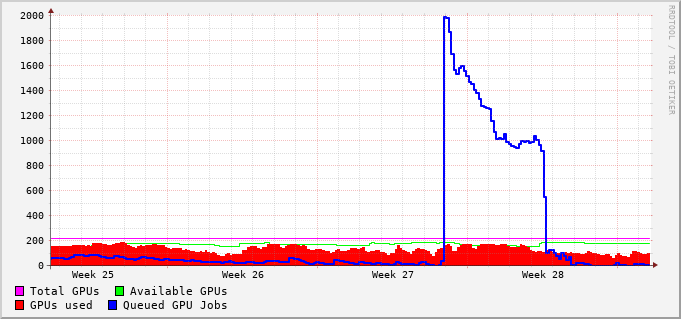 2000
1800
1600
1400
1200
1000
800
600
400
200
0
Week 25 Week 26 Week 27 Week 28
Total GPUs Available GPUs
GPUs used Queued GPU Jobs
RRDTOOL / TOBI OETIKER